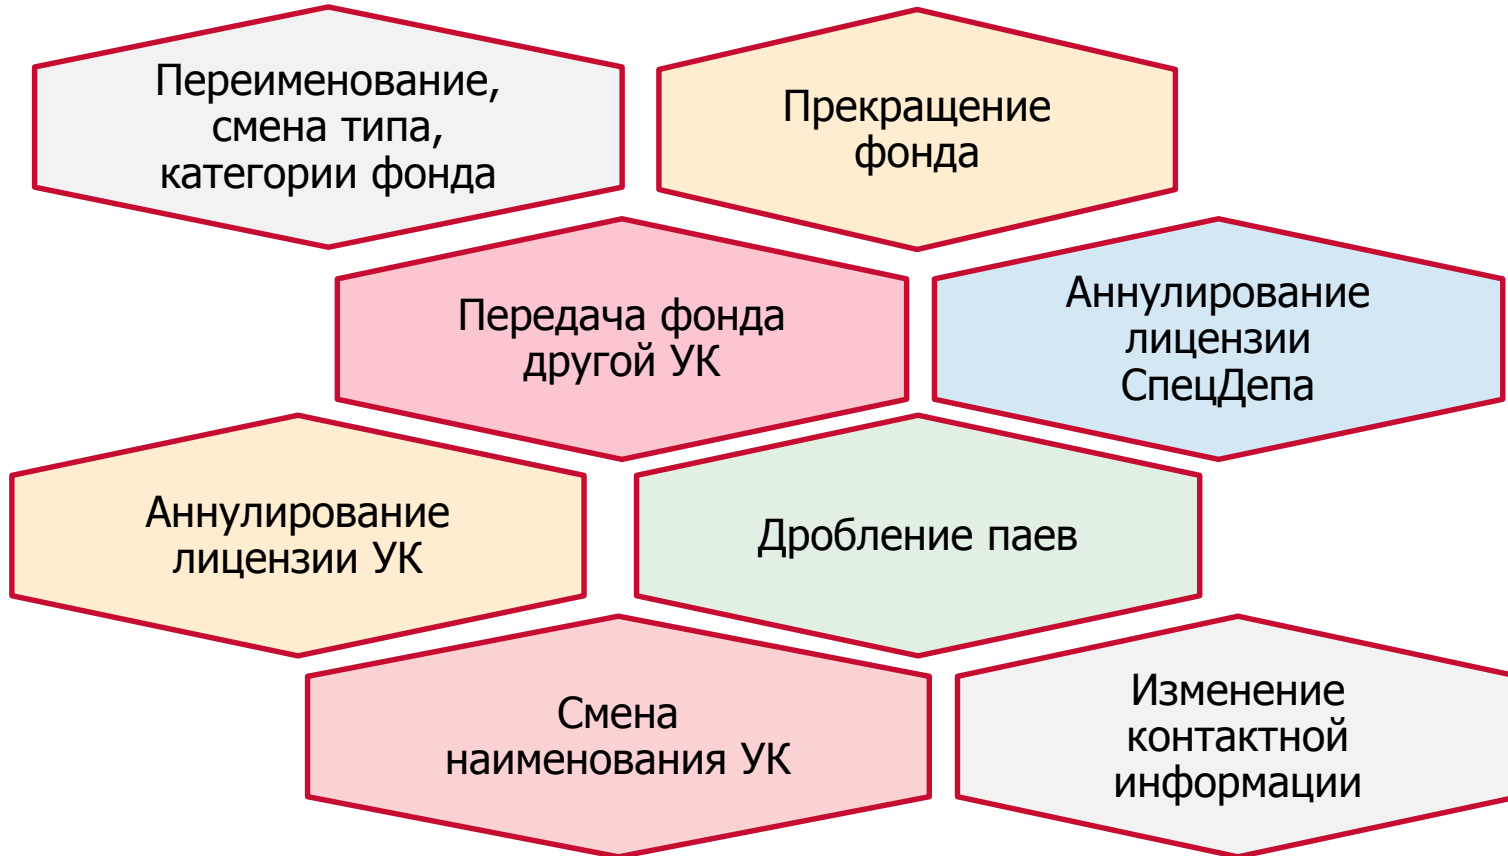 Переименование,
смена типа,
категории фонда
Прекращение
фонда
Передача фонда
другой УК
Аннулирование
лицензии
СпецДепа
Аннулирование
лицензии УК
Дробление паев
Смена
наименования УК
Изменение
контактной
информации